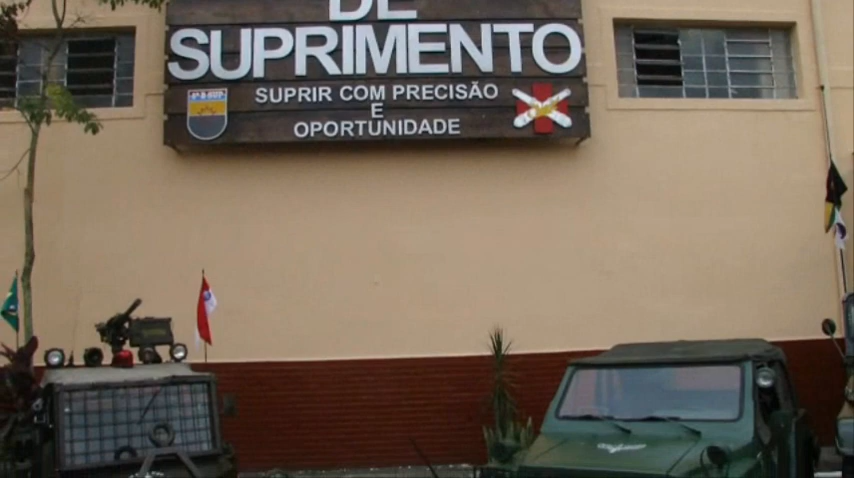 DE
SUPRIMENTO
SUPRIR COM PRECISÃO
E
OPORTUNIDADE